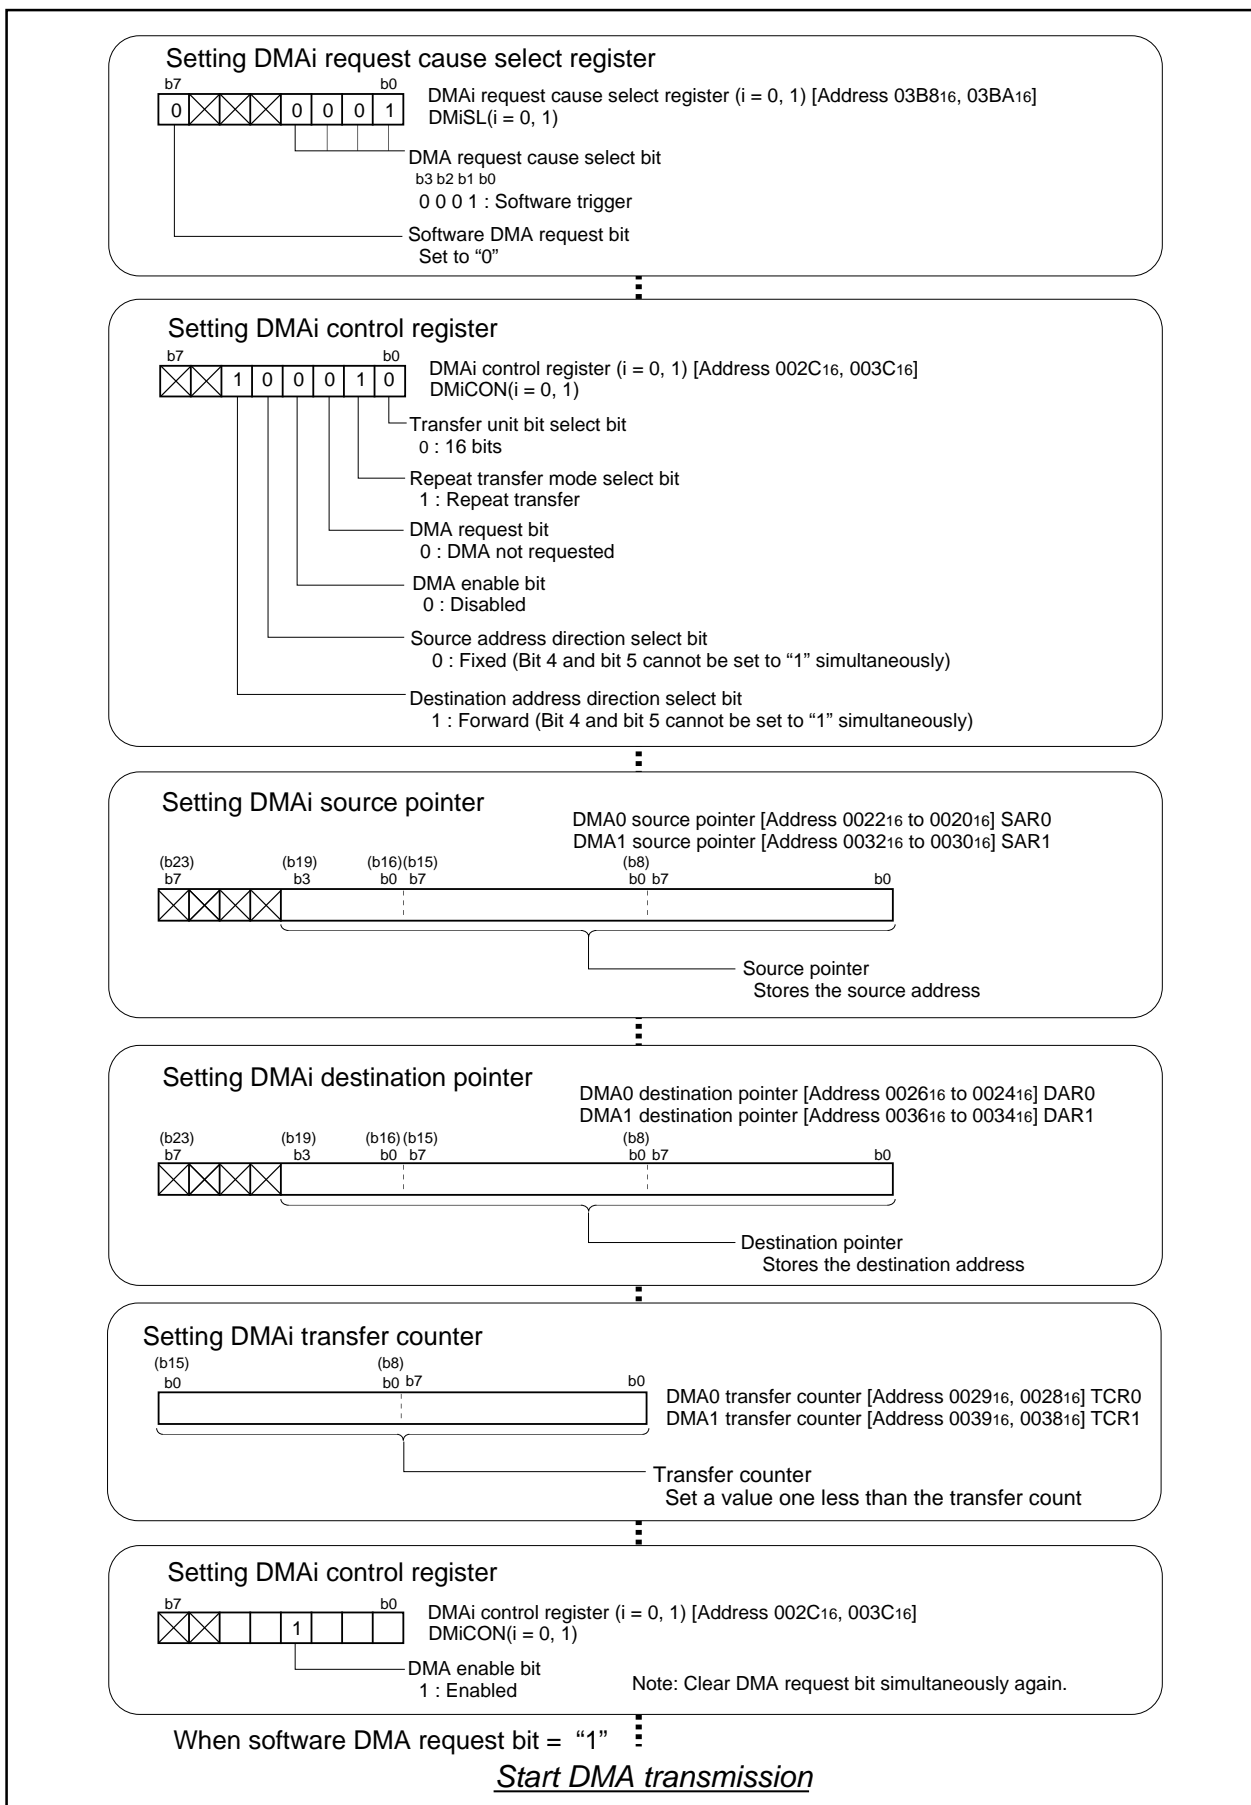 Setting DMAi request cause select register
b7 b0
0 0 0 0 1
DMAi request cause select register (i = 0, 1) [Address 03B816, 03BA16]
DMiSL(i = 0, 1)
DMA request cause select bit
b3 b2 b1 b0
0 0 0 1 : Software trigger
Software DMA request bit
Set to “0”
Setting DMAi control register
b7 b0
1 0 0 0 1 0
DMAi control register (i = 0, 1) [Address 002C16, 003C16]
DMiCON(i = 0, 1)
Transfer unit bit select bit
0 : 16 bits
Repeat transfer mode select bit
1 : Repeat transfer
DMA request bit
0 : DMA not requested
DMA enable bit
0 : Disabled
Source address direction select bit
0 : Fixed (Bit 4 and bit 5 cannot be set to “1” simultaneously)
Destination address direction select bit
1 : Forward (Bit 4 and bit 5 cannot be set to “1” simultaneously)
Setting DMAi source pointer
DMA0 source pointer [Address 002216 to 002016] SAR0
DMA1 source pointer [Address 003216 to 003016] SAR1
(b23) (b19) (b16)(b15) (b8)
b7 b3 b0 b7 b0 b7 b0
Source pointer
Stores the source address
Setting DMAi destination pointer
DMA0 destination pointer [Address 002616 to 002416] DAR0
DMA1 destination pointer [Address 003616 to 003416] DAR1
(b23) (b19) (b16)(b15) (b8)
b7 b3 b0 b7 b0 b7 b0
Destination pointer
Stores the destination address
Setting DMAi transfer counter
(b15) (b8)
b0 b0 b7 b0
DMA0 transfer counter [Address 002916, 002816] TCR0
DMA1 transfer counter [Address 003916, 003816] TCR1
Transfer counter
Set a value one less than the transfer count
Setting DMAi control register
b7 b0
1
DMAi control register (i = 0, 1) [Address 002C16, 003C16]
DMiCON(i = 0, 1)
DMA enable bit
1 : Enabled
Note: Clear DMA request bit simultaneously again.
When software DMA request bit = “1”
Start DMA transmission